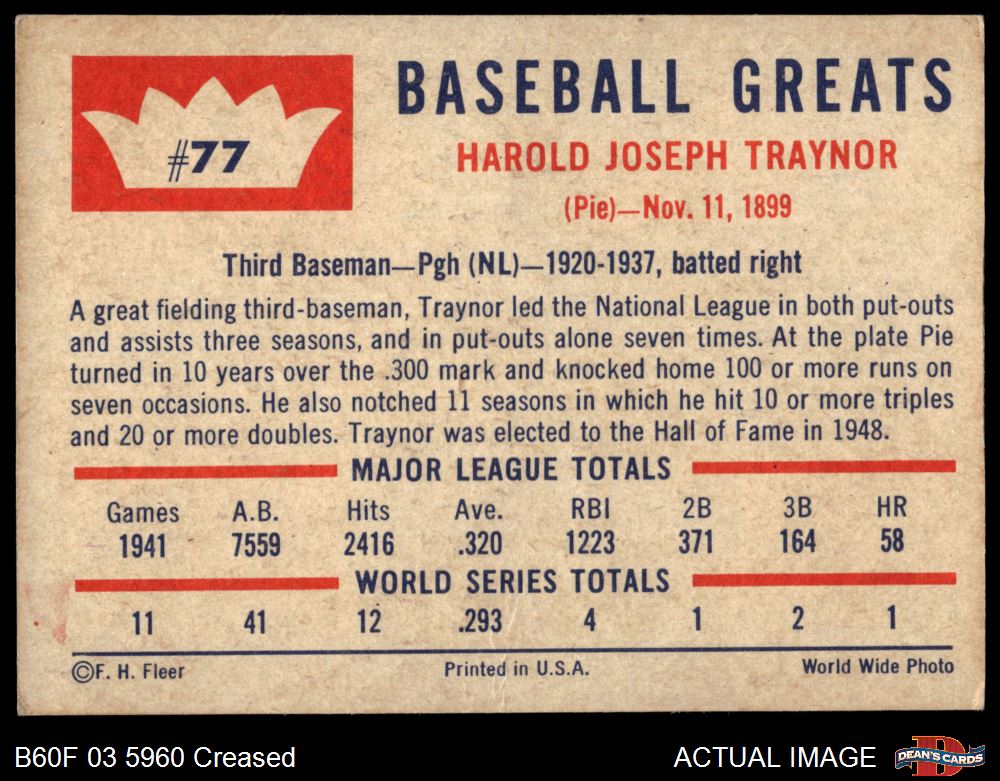 #77
BASEBALL GREATS
HAROLD JOSEPH TRAYNOR
(Pie)—Nov. 11, 1899
Third Baseman—Pgh (NL)—1920-1937, batted right
A great fielding third-baseman, Traynor led the National League in both put-outs
and assists three seasons, and in put-outs alone seven times. At the plate Pie
turned in 10 years over the .300 mark and knocked home 100 or more runs on
seven occasions. He also notched 11 seasons in which he hit 10 or more triples
and 20 or more doubles. Traynor was elected to the Hall of Fame in 1948.
MAJOR LEAGUE TOTALS
Games A.B. Hits Ave. RBI 2B 3B HR
1941 7559 2416 .320 1223 371 164 58
WORLD SERIES TOTALS
11 41 12 .293 4 1 2 1
©F. H. Fleer Printed in U.S.A. World Wide Photo
B60F 03 5960 Creased ACTUAL IMAGE D DEAN'S CARDS